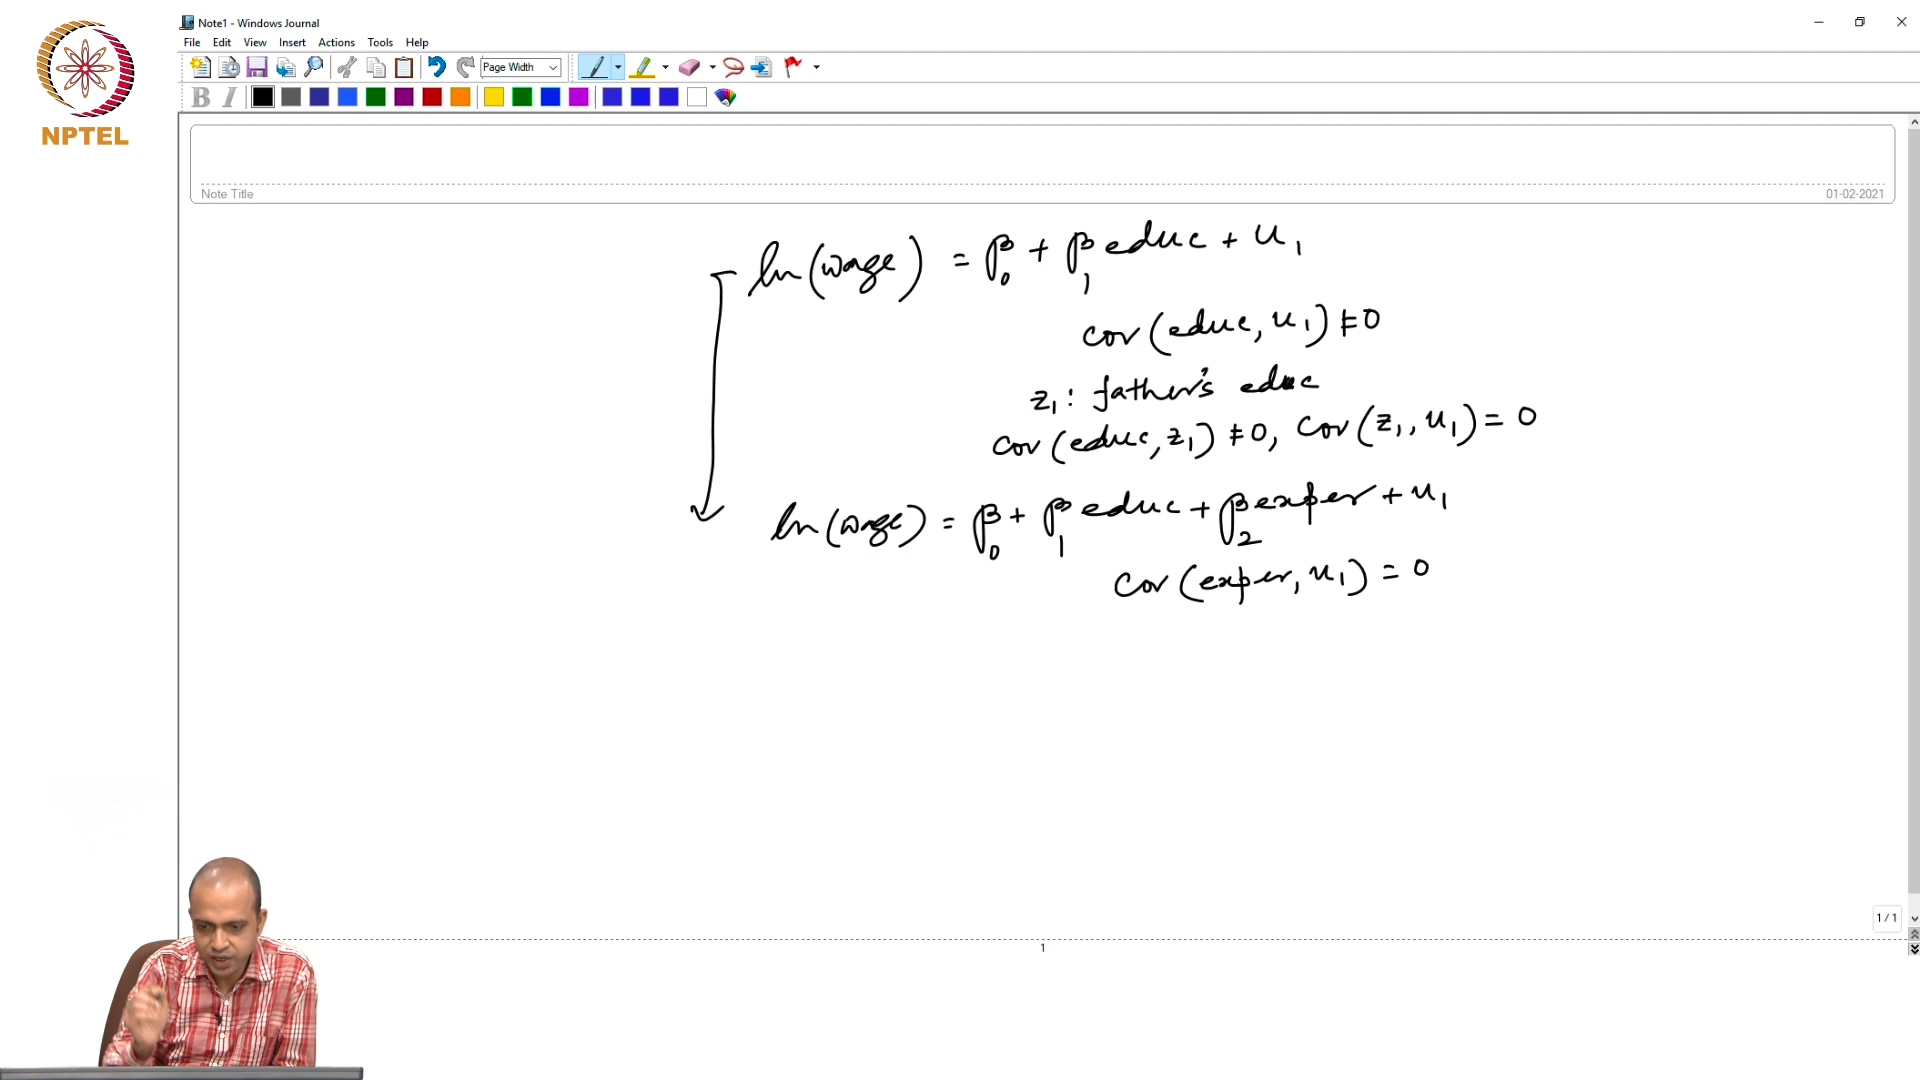 Note1 - Windows Journal
File Edit View Insert Actions Tools Help
Page Width
B I
NPTEL
Note Title
01-02-2021
ln(wage) = β₀ + β₁ educ + u₁
cov(educ, u₁) ≠ 0
z₁: father's educ
cov(educ, z₁) ≠ 0, cov(z₁, u₁) = 0
ln(wage) = β₀ + β₁ educ + β₂ exper + u₁
cov(exper, u₁) = 0
1 / 1
1